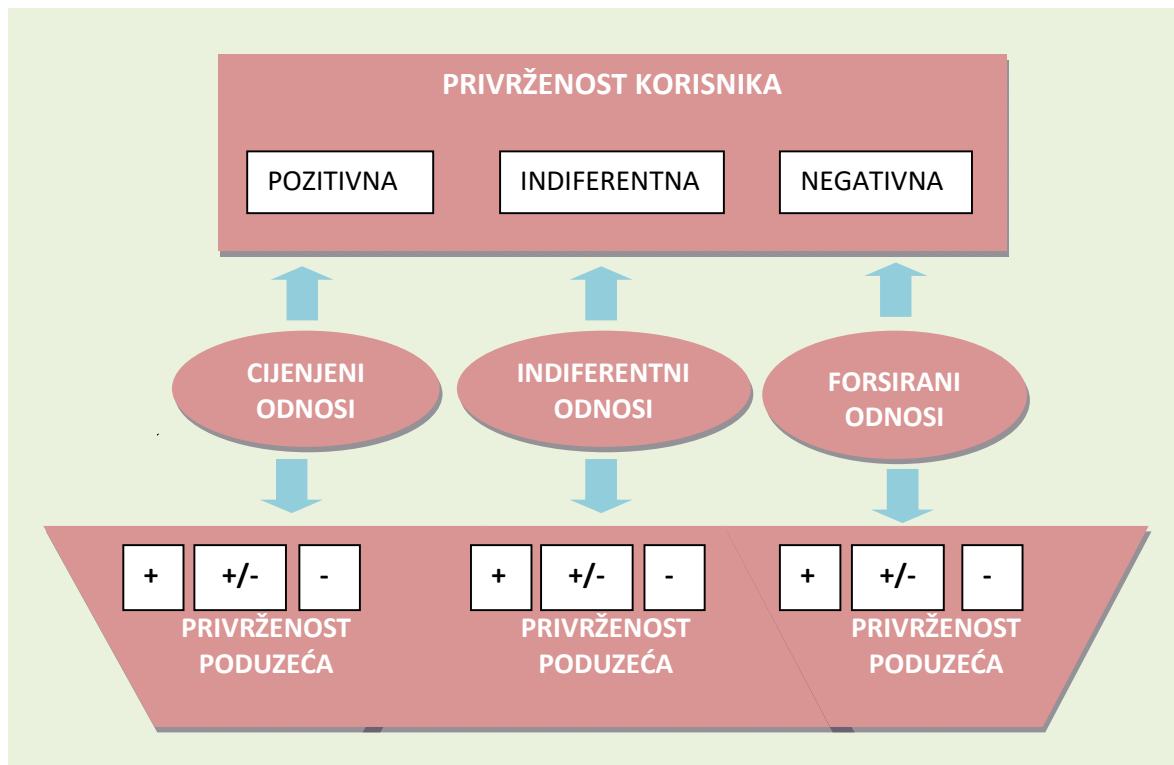 PRIVRŽENOST KORISNIKA
POZITIVNA
INDIFERENTNA
NEGATIVNA
CIJENJENI
ODNOSI
INDIFERENTNI
ODNOSI
FORSIRANI
ODNOSI
+
+/-
-
PRIVRŽENOST
PODUZEĆA
+
+/-
-
PRIVRŽENOST
PODUZEĆA
+
+/-
-
PRIVRŽENOST
PODUZEĆA